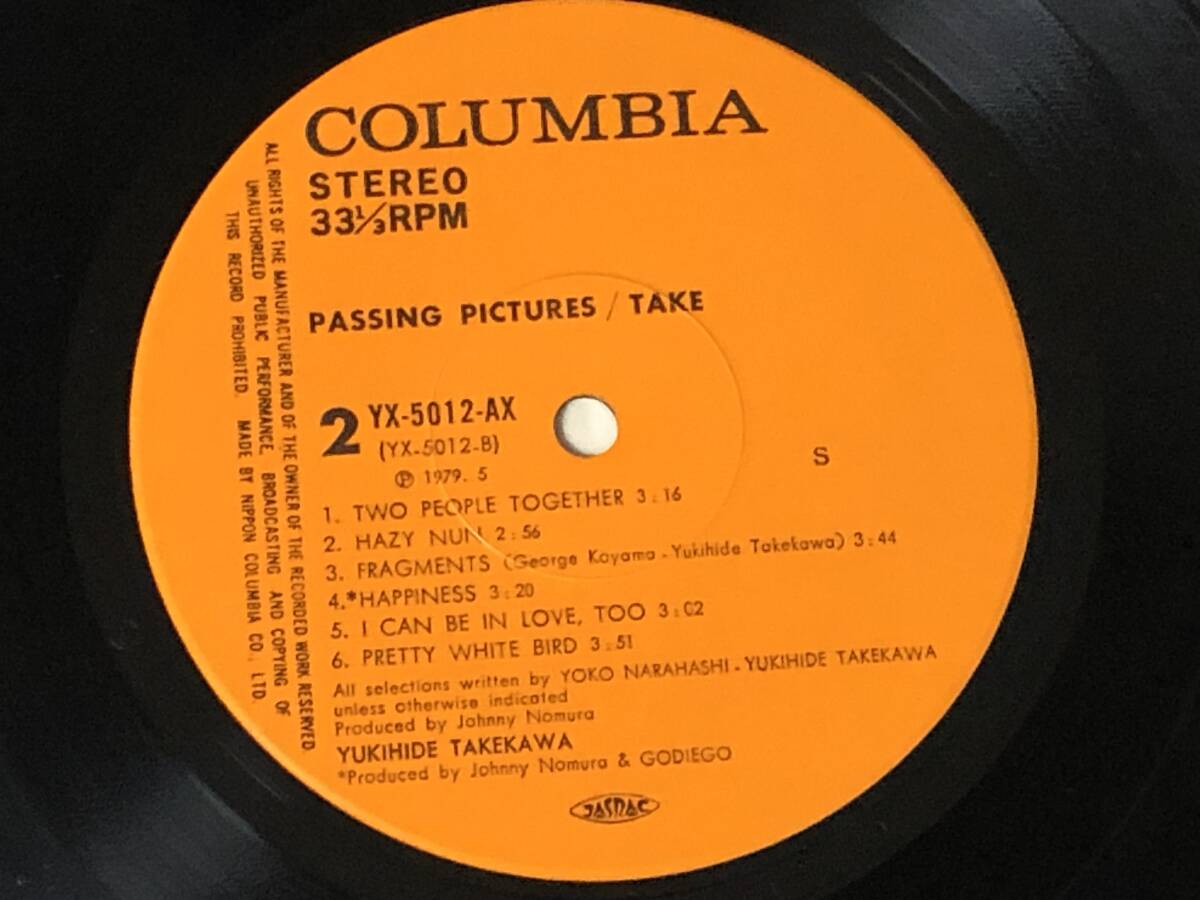 COLUMBIA
STEREO
33⅓RPM
PASSING PICTURES / TAKE
2 YX-5012-AX
(YX-5012-B)
Ⓟ 1979. 5
S
1. TWO PEOPLE TOGETHER 3:16
2. HAZY NUN 2:56
3. FRAGMENTS (George Kayama-Yukihide Takekawa) 3:44
4.*HAPPINESS 3:20
5. I CAN BE IN LOVE, TOO 3:02
6. PRETTY WHITE BIRD 3:51
All selections written by YOKO NARAHASHI-YUKIHIDE TAKEKAWA
unless otherwise indicated
Produced by Johnny Nomura
YUKIHIDE TAKEKAWA
*Produced by Johnny Nomura & GODIEGO
JASRAC
ALL RIGHTS OF THE MANUFACTURER AND OF THE OWNER OF THE RECORDED WORK RESERVED
UNAUTHORIZED PUBLIC PERFORMANCE, BROADCASTING AND COPYING OF
THIS RECORD PROHIBITED. MADE BY NIPPON COLUMBIA CO., LTD.